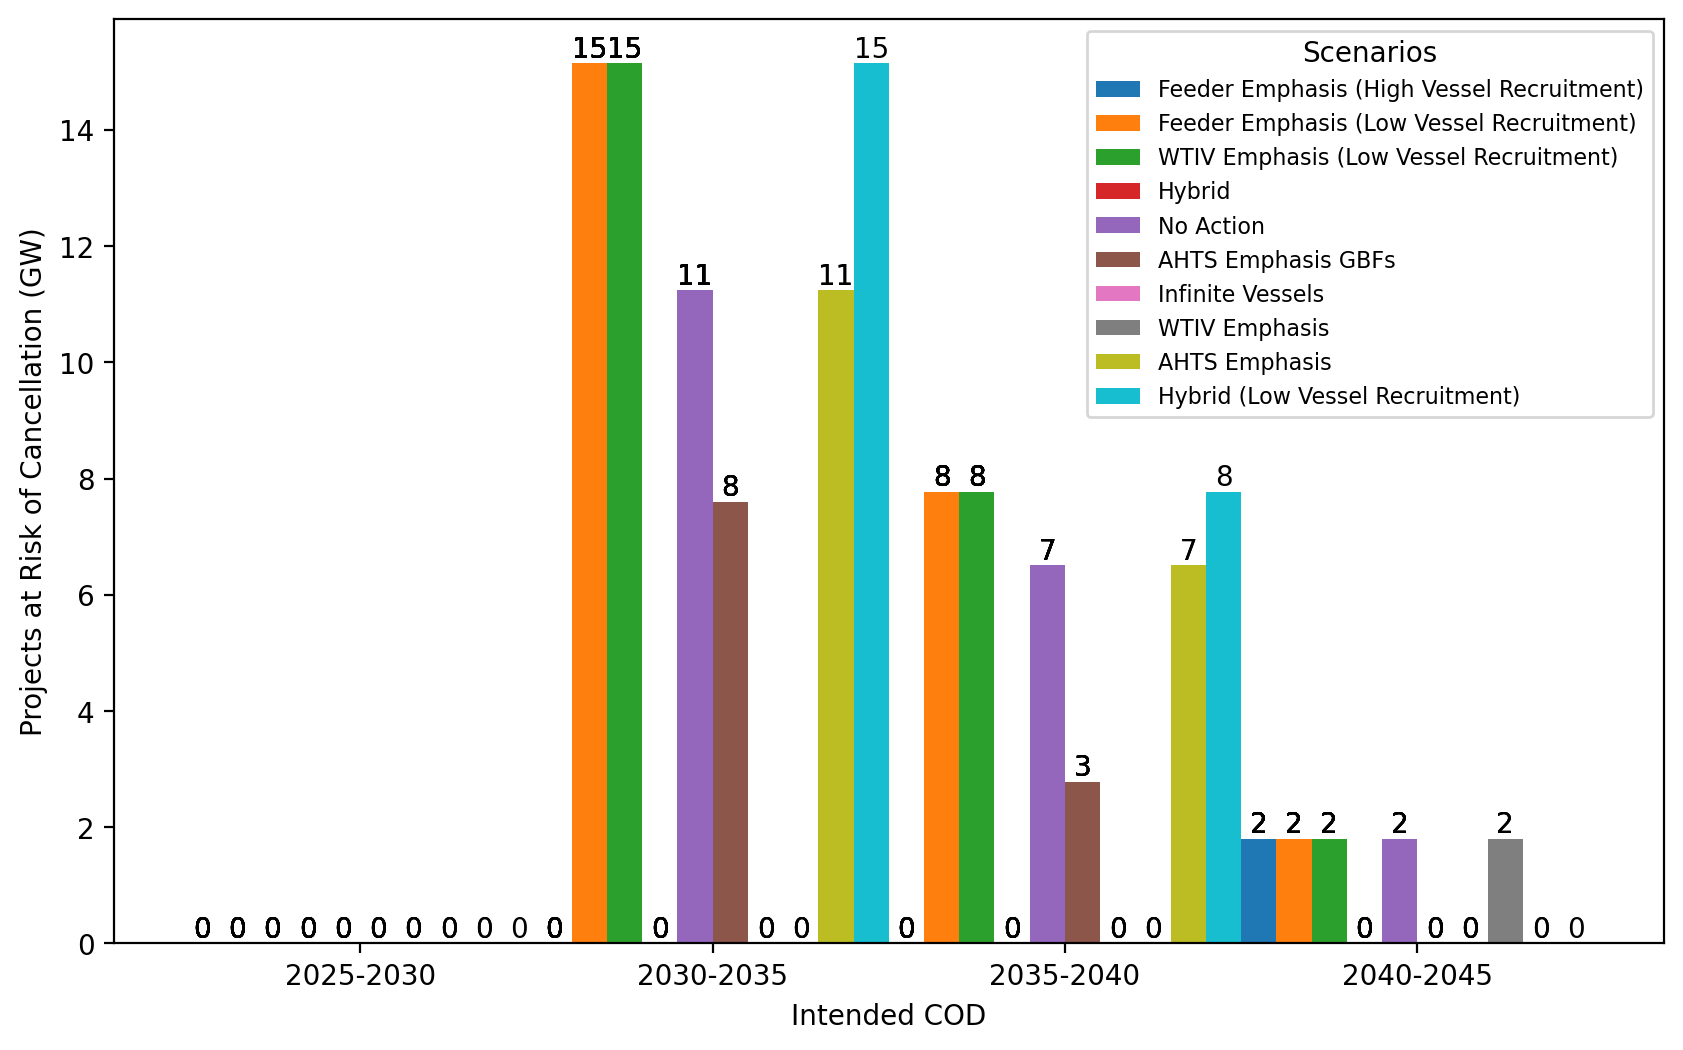 Scenarios
Feeder Emphasis (High Vessel Recruitment)
Feeder Emphasis (Low Vessel Recruitment)
WTIV Emphasis (Low Vessel Recruitment)
Hybrid
No Action
AHTS Emphasis GBFs
Infinite Vessels
WTIV Emphasis
AHTS Emphasis
Hybrid (Low Vessel Recruitment)
Projects at Risk of Cancellation (GW)
14
12
10
8
6
4
2
0
0 0 0 0 0 0 0 0 0 0
0 15 15 0 11 8 0 0 11 15
0 8 8 0 7 3 0 0 7 8
2 2 2 0 2 0 0 2 0 0
2025-2030 2030-2035 2035-2040 2040-2045
Intended COD